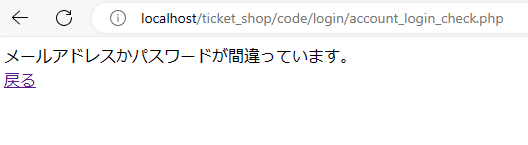 localhost/ticket_shop/code/login/account_login_check.php
メールアドレスかパスワードが間違っています。
戻る